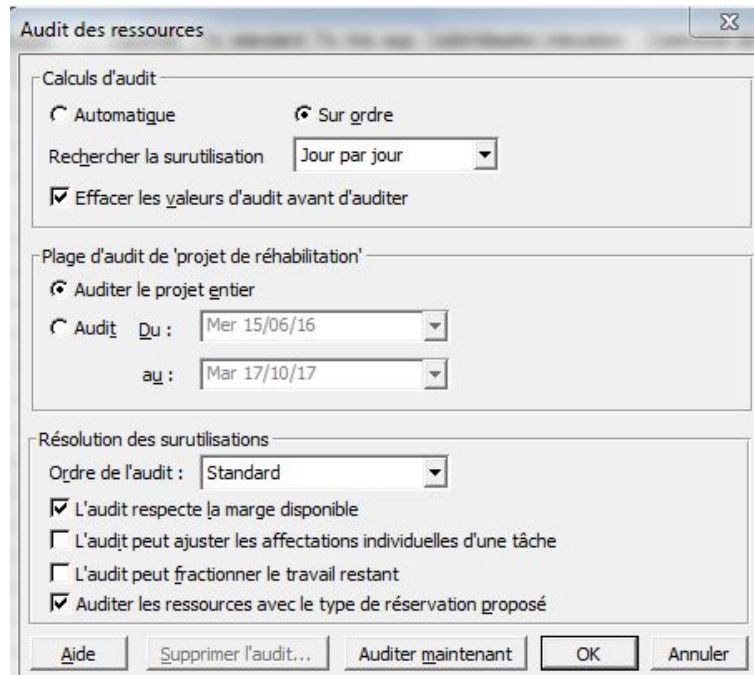 Audit des ressources
Calculs d'audit
Automatique Sur ordre
Rechercher la surutilisation Jour par jour
Effacer les valeurs d'audit avant d'auditer
Plage d'audit de 'projet de réhabilitation'
Auditer le projet entier
Audit Du : Mer 15/06/16
au : Mar 17/10/17
Résolution des surutilisations
Ordre de l'audit : Standard
L'audit respecte la marge disponible
L'audit peut ajuster les affectations individuelles d'une tâche
L'audit peut fractionner le travail restant
Auditer les ressources avec le type de réservation proposé
Aide Supprimer l'audit... Auditer maintenant OK Annuler